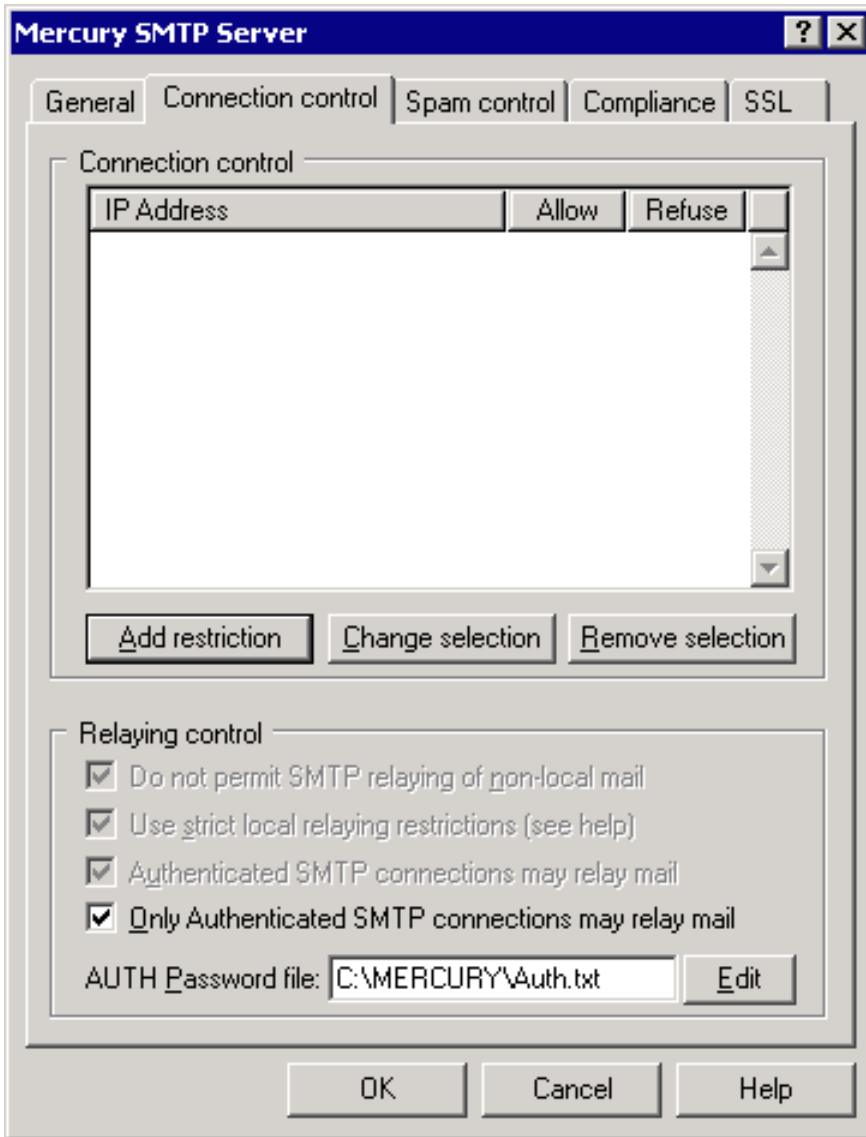 Mercury SMTP Server
General Connection control Spam control Compliance SSL
Connection control
IP Address Allow Refuse
Add restriction Change selection Remove selection
Relaying control
Do not permit SMTP relaying of non-local mail
Use strict local relaying restrictions (see help)
Authenticated SMTP connections may relay mail
Only Authenticated SMTP connections may relay mail
AUTH Password file: C:\MERCURY\Auth.txt Edit
OK Cancel Help